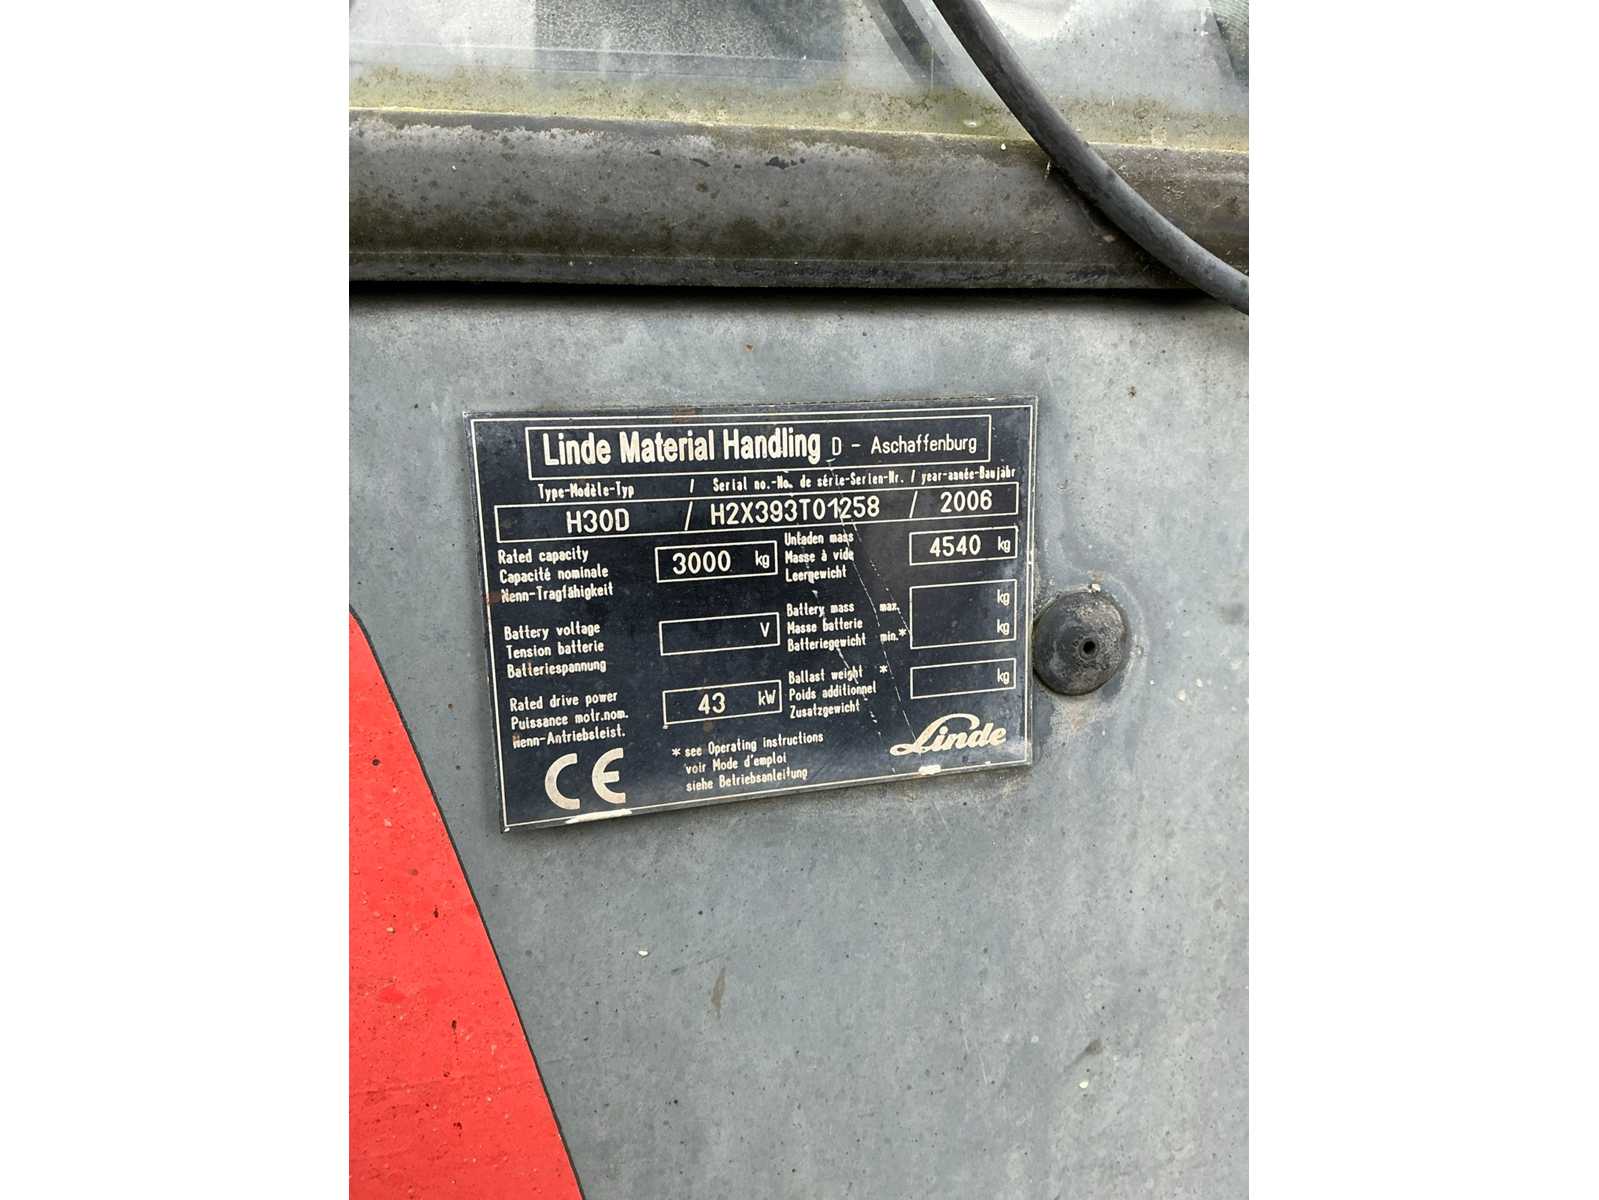 Linde Material Handling D - Aschaffenburg
Type-Modèle-Typ / Serial no.-No. de série-Serien-Nr. / year-année-Baujahr
H30D / H2X393T01258 / 2006
Rated capacity
Capacité nominale
Nenn-Tragfähigkeit
3000 kg
Unladen mass
Masse à vide
Leergewicht
4540 kg
Battery voltage
Tension batterie
Batteriespannung
V
Battery mass max. kg
Masse batterie
Batteriegewicht min.* kg
Rated drive power
Puissance motr.nom.
Nenn-Antriebsleist.
43 kW
Ballast weight * kg
Poids additionnel
Zusatzgewicht
CE
* see Operating instructions
voir Mode d'emploi
siehe Betriebsanleitung
Linde